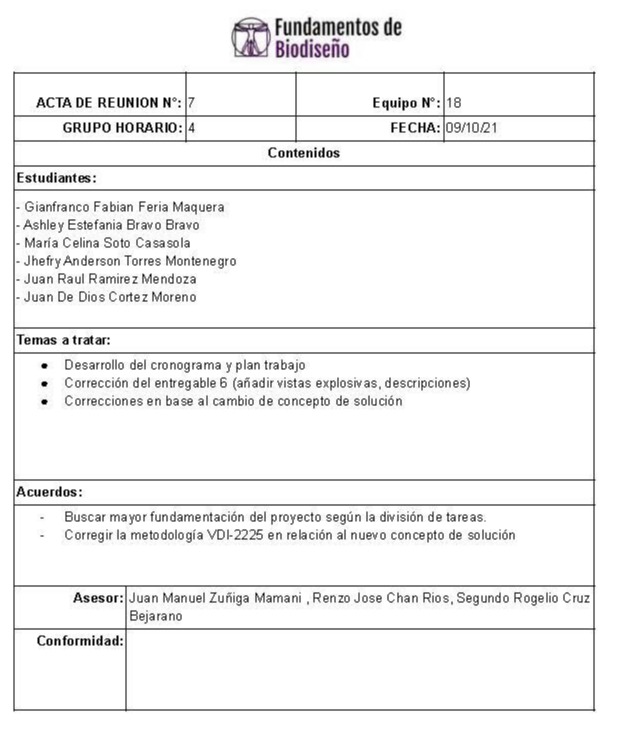 Fundamentos de
Biodiseño
ACTA DE REUNION N°: 7 Equipo N°: 18
GRUPO HORARIO: 4 FECHA: 09/10/21
Contenidos
Estudiantes:
- Gianfranco Fabian Feria Maquera
- Ashley Estefania Bravo Bravo
- María Celina Soto Casasola
- Jhefry Anderson Torres Montenegro
- Juan Raul Ramirez Mendoza
- Juan De Dios Cortez Moreno
Temas a tratar:
● Desarrollo del cronograma y plan trabajo
● Corrección del entregable 6 (añadir vistas explosivas, descripciones)
● Correcciones en base al cambio de concepto de solución
Acuerdos:
- Buscar mayor fundamentación del proyecto según la división de tareas.
- Corregir la metodología VDI-2225 en relación al nuevo concepto de solución
Asesor: Juan Manuel Zuñiga Mamani , Renzo Jose Chan Rios, Segundo Rogelio Cruz
Bejarano
Conformidad: